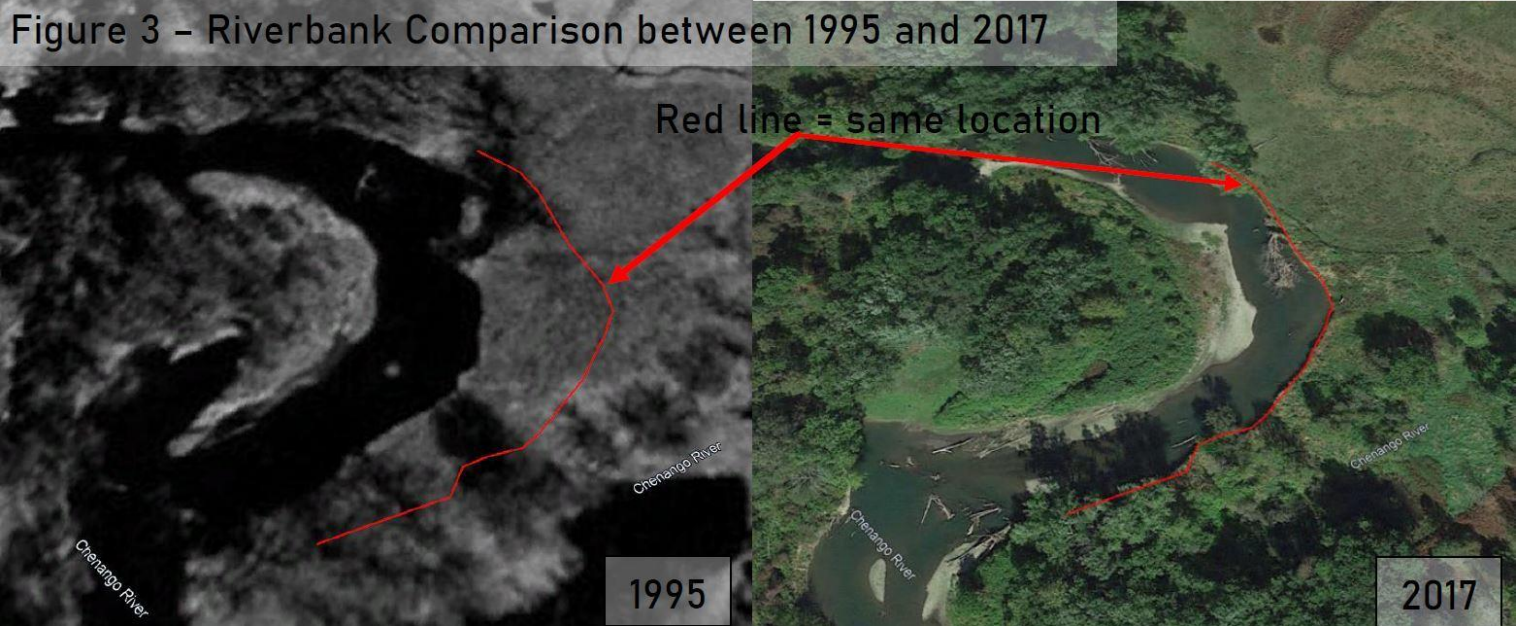 Figure 3 – Riverbank Comparison between 1995 and 2017
Red line = same location
Chenango River
Chenango River
1995
Chenango River
Chenango River
2017